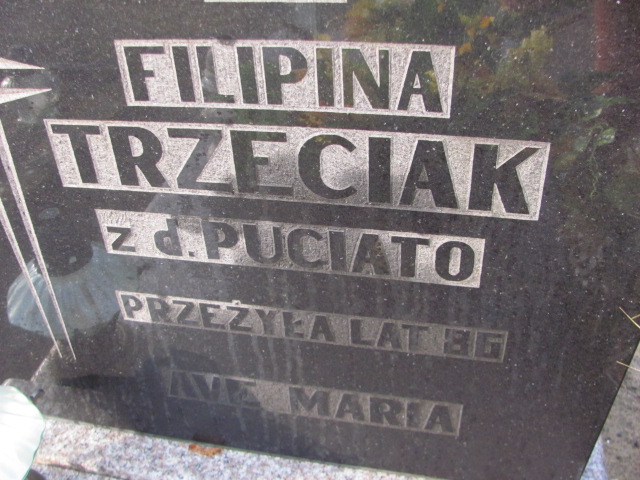 FILIPINA
TRZECIAK
z d. PUCIATO
PRZEŻYŁA LAT 86
AVE MARIA